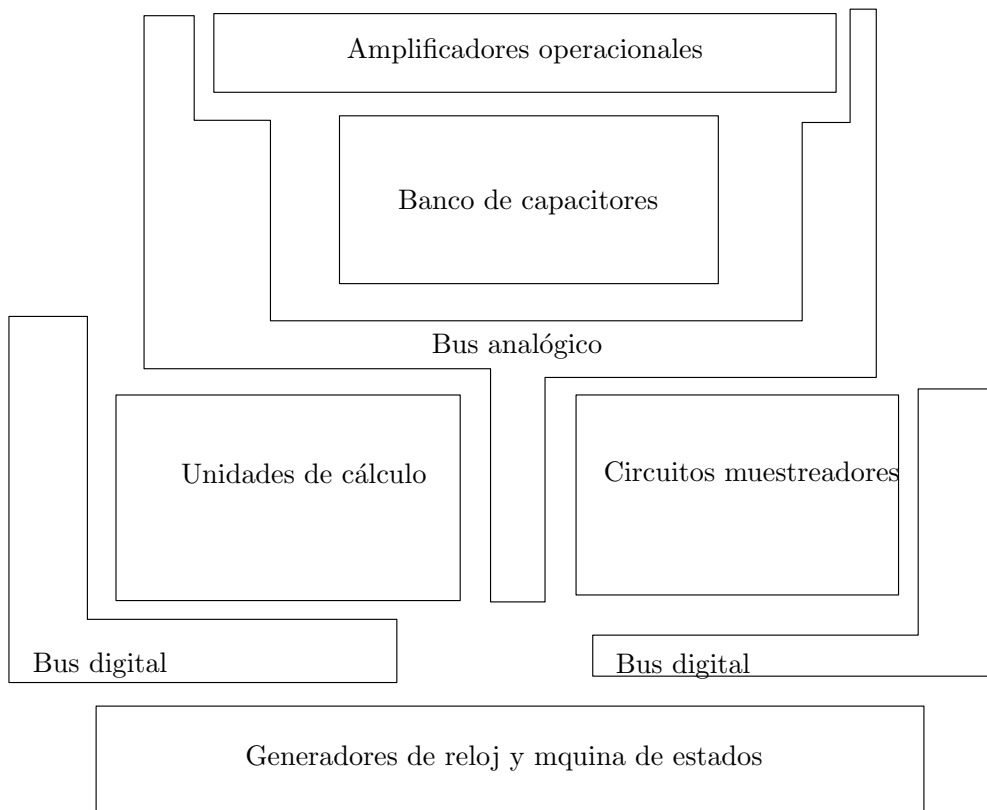 Amplificadores operacionales
Banco de capacitores
Bus analógico
Unidades de cálculo
Circuitos muestreadores
Bus digital
Bus digital
Generadores de reloj y mquina de estados